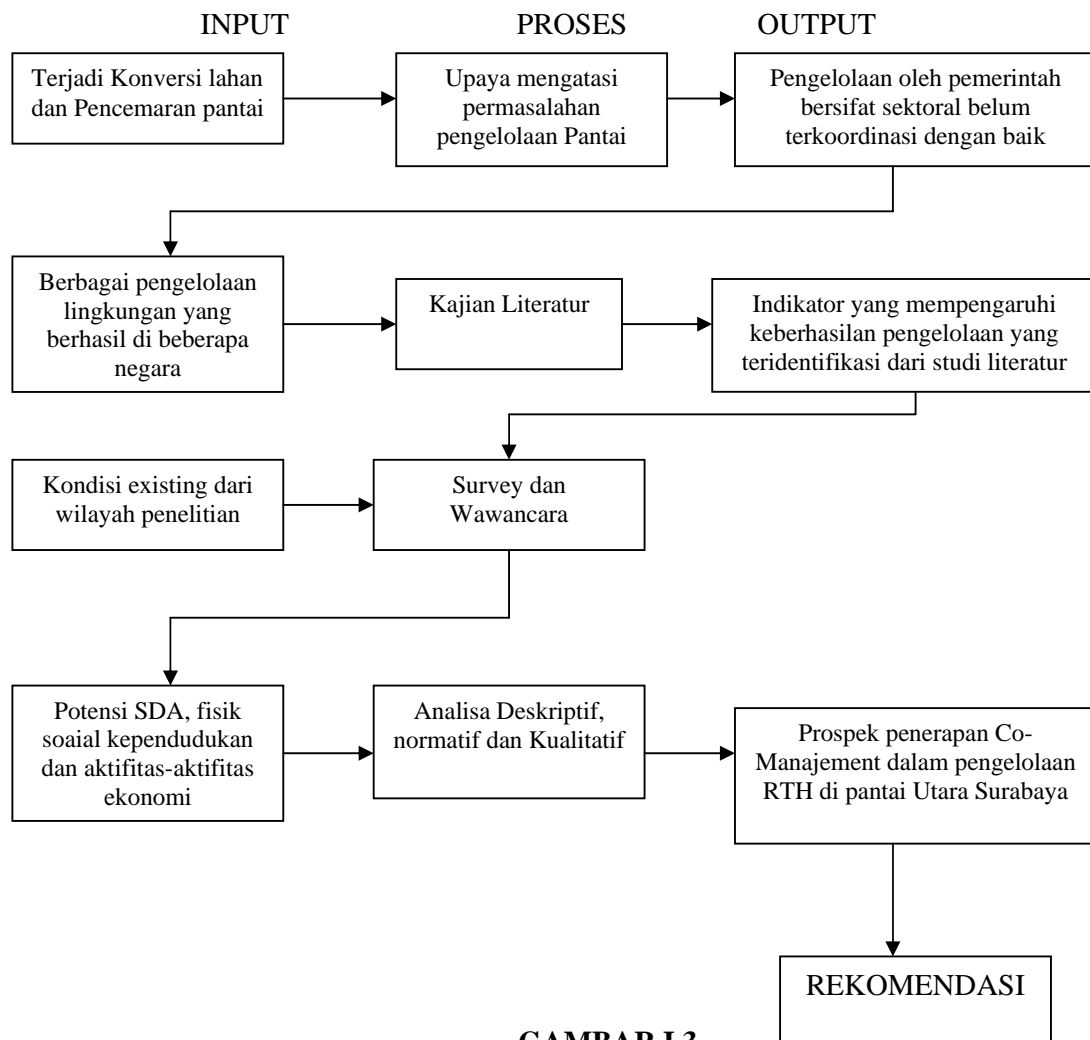 INPUT PROSES OUTPUT
Terjadi Konversi lahan
dan Pencemaran pantai
Upaya mengatasi
permasalahan
pengelolaan Pantai
Pengelolaan oleh pemerintah
bersifat sektoral belum
terkoordinasi dengan baik
Berbagai pengelolaan
lingkungan yang
berhasil di beberapa
negara
Kajian Literatur
Indikator yang mempengaruhi
keberhasilan pengelolaan yang
teridentifikasi dari studi literatur
Kondisi existing dari
wilayah penelitian
Survey dan
Wawancara
Potensi SDA, fisik
soaial kependudukan
dan aktifitas-aktifitas
ekonomi
Analisa Deskriptif,
normatif dan Kualitatif
Prospek penerapan Co-
Manajement dalam pengelolaan
RTH di pantai Utara Surabaya
REKOMENDASI
GAMBAR I.3